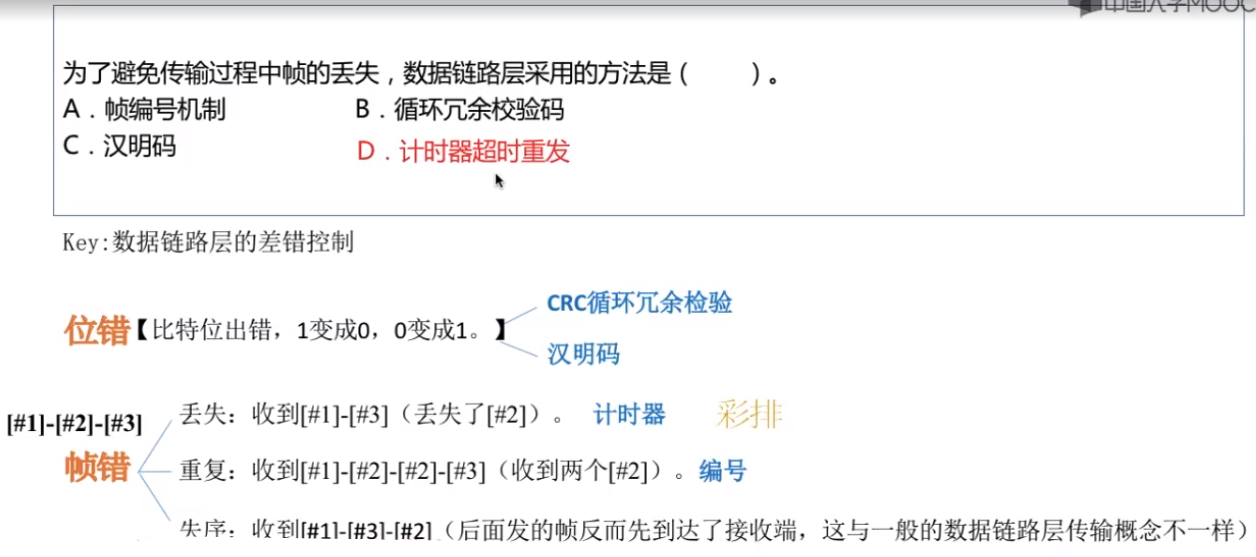 中国大学MOOC
为了避免传输过程中帧的丢失，数据链路层采用的方法是（ ）。
A．帧编号机制 B．循环冗余校验码
C．汉明码 D．计时器超时重发
Key:数据链路层的差错控制
CRC循环冗余检验
位错【比特位出错，1变成0，0变成1。】
汉明码
丢失：收到[#1]-[#3]（丢失了[#2]）。 计时器 彩排
[#1]-[#2]-[#3]
帧错
重复：收到[#1]-[#2]-[#2]-[#3]（收到两个[#2]）。编号
失序：收到[#1]-[#3]-[#2]（后面发的帧反而先到达了接收端，这与一般的数据链路层传输概念不一样）